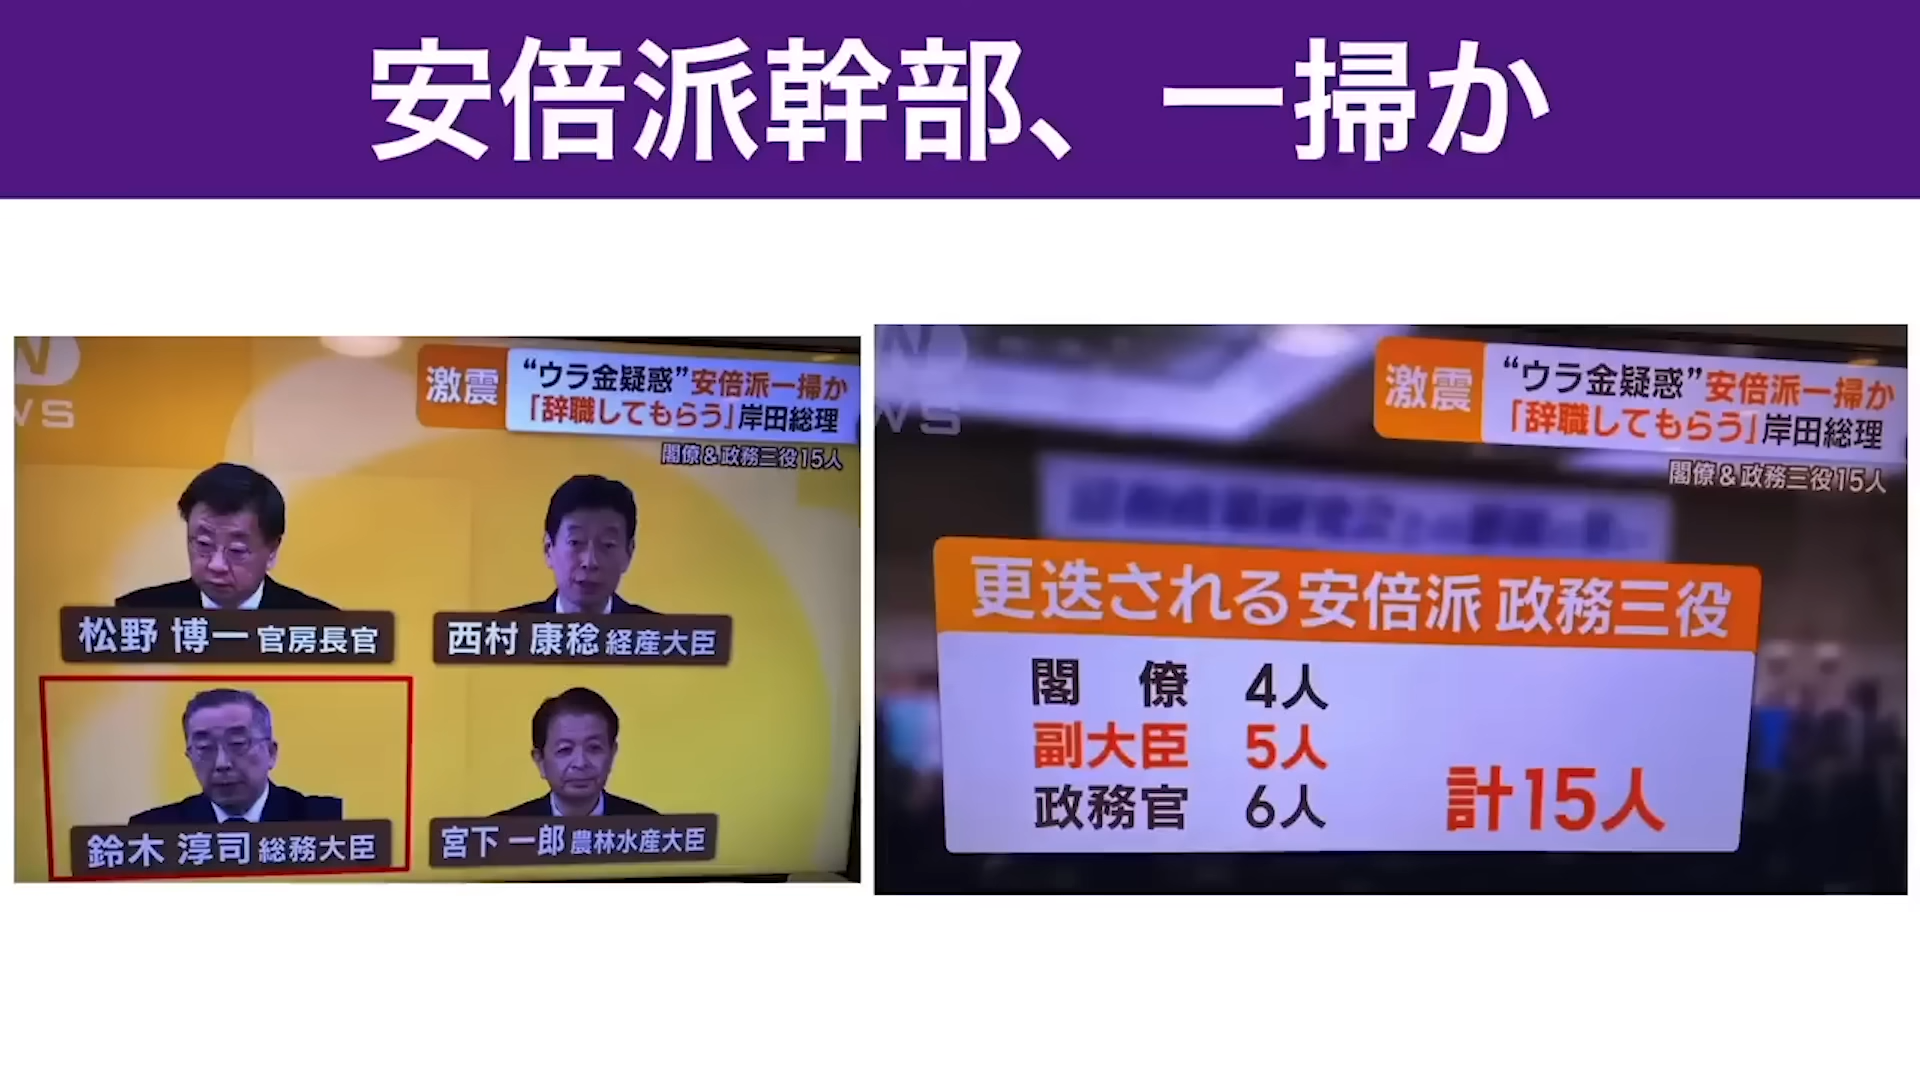 安倍派幹部、一掃か
N
WS
激震
“ウラ金疑惑”安倍派一掃か
「辞職してもらう」岸田総理
閣僚&政務三役15人
松野 博一 官房長官
西村 康稔 経産大臣
鈴木 淳司 総務大臣
宮下 一郎 農林水産大臣
N
WS
激震
“ウラ金疑惑”安倍派一掃か
「辞職してもらう」岸田総理
閣僚&政務三役15人
更迭される安倍派 政務三役
閣 僚 4人
副大臣 5人
政務官 6人
計15人